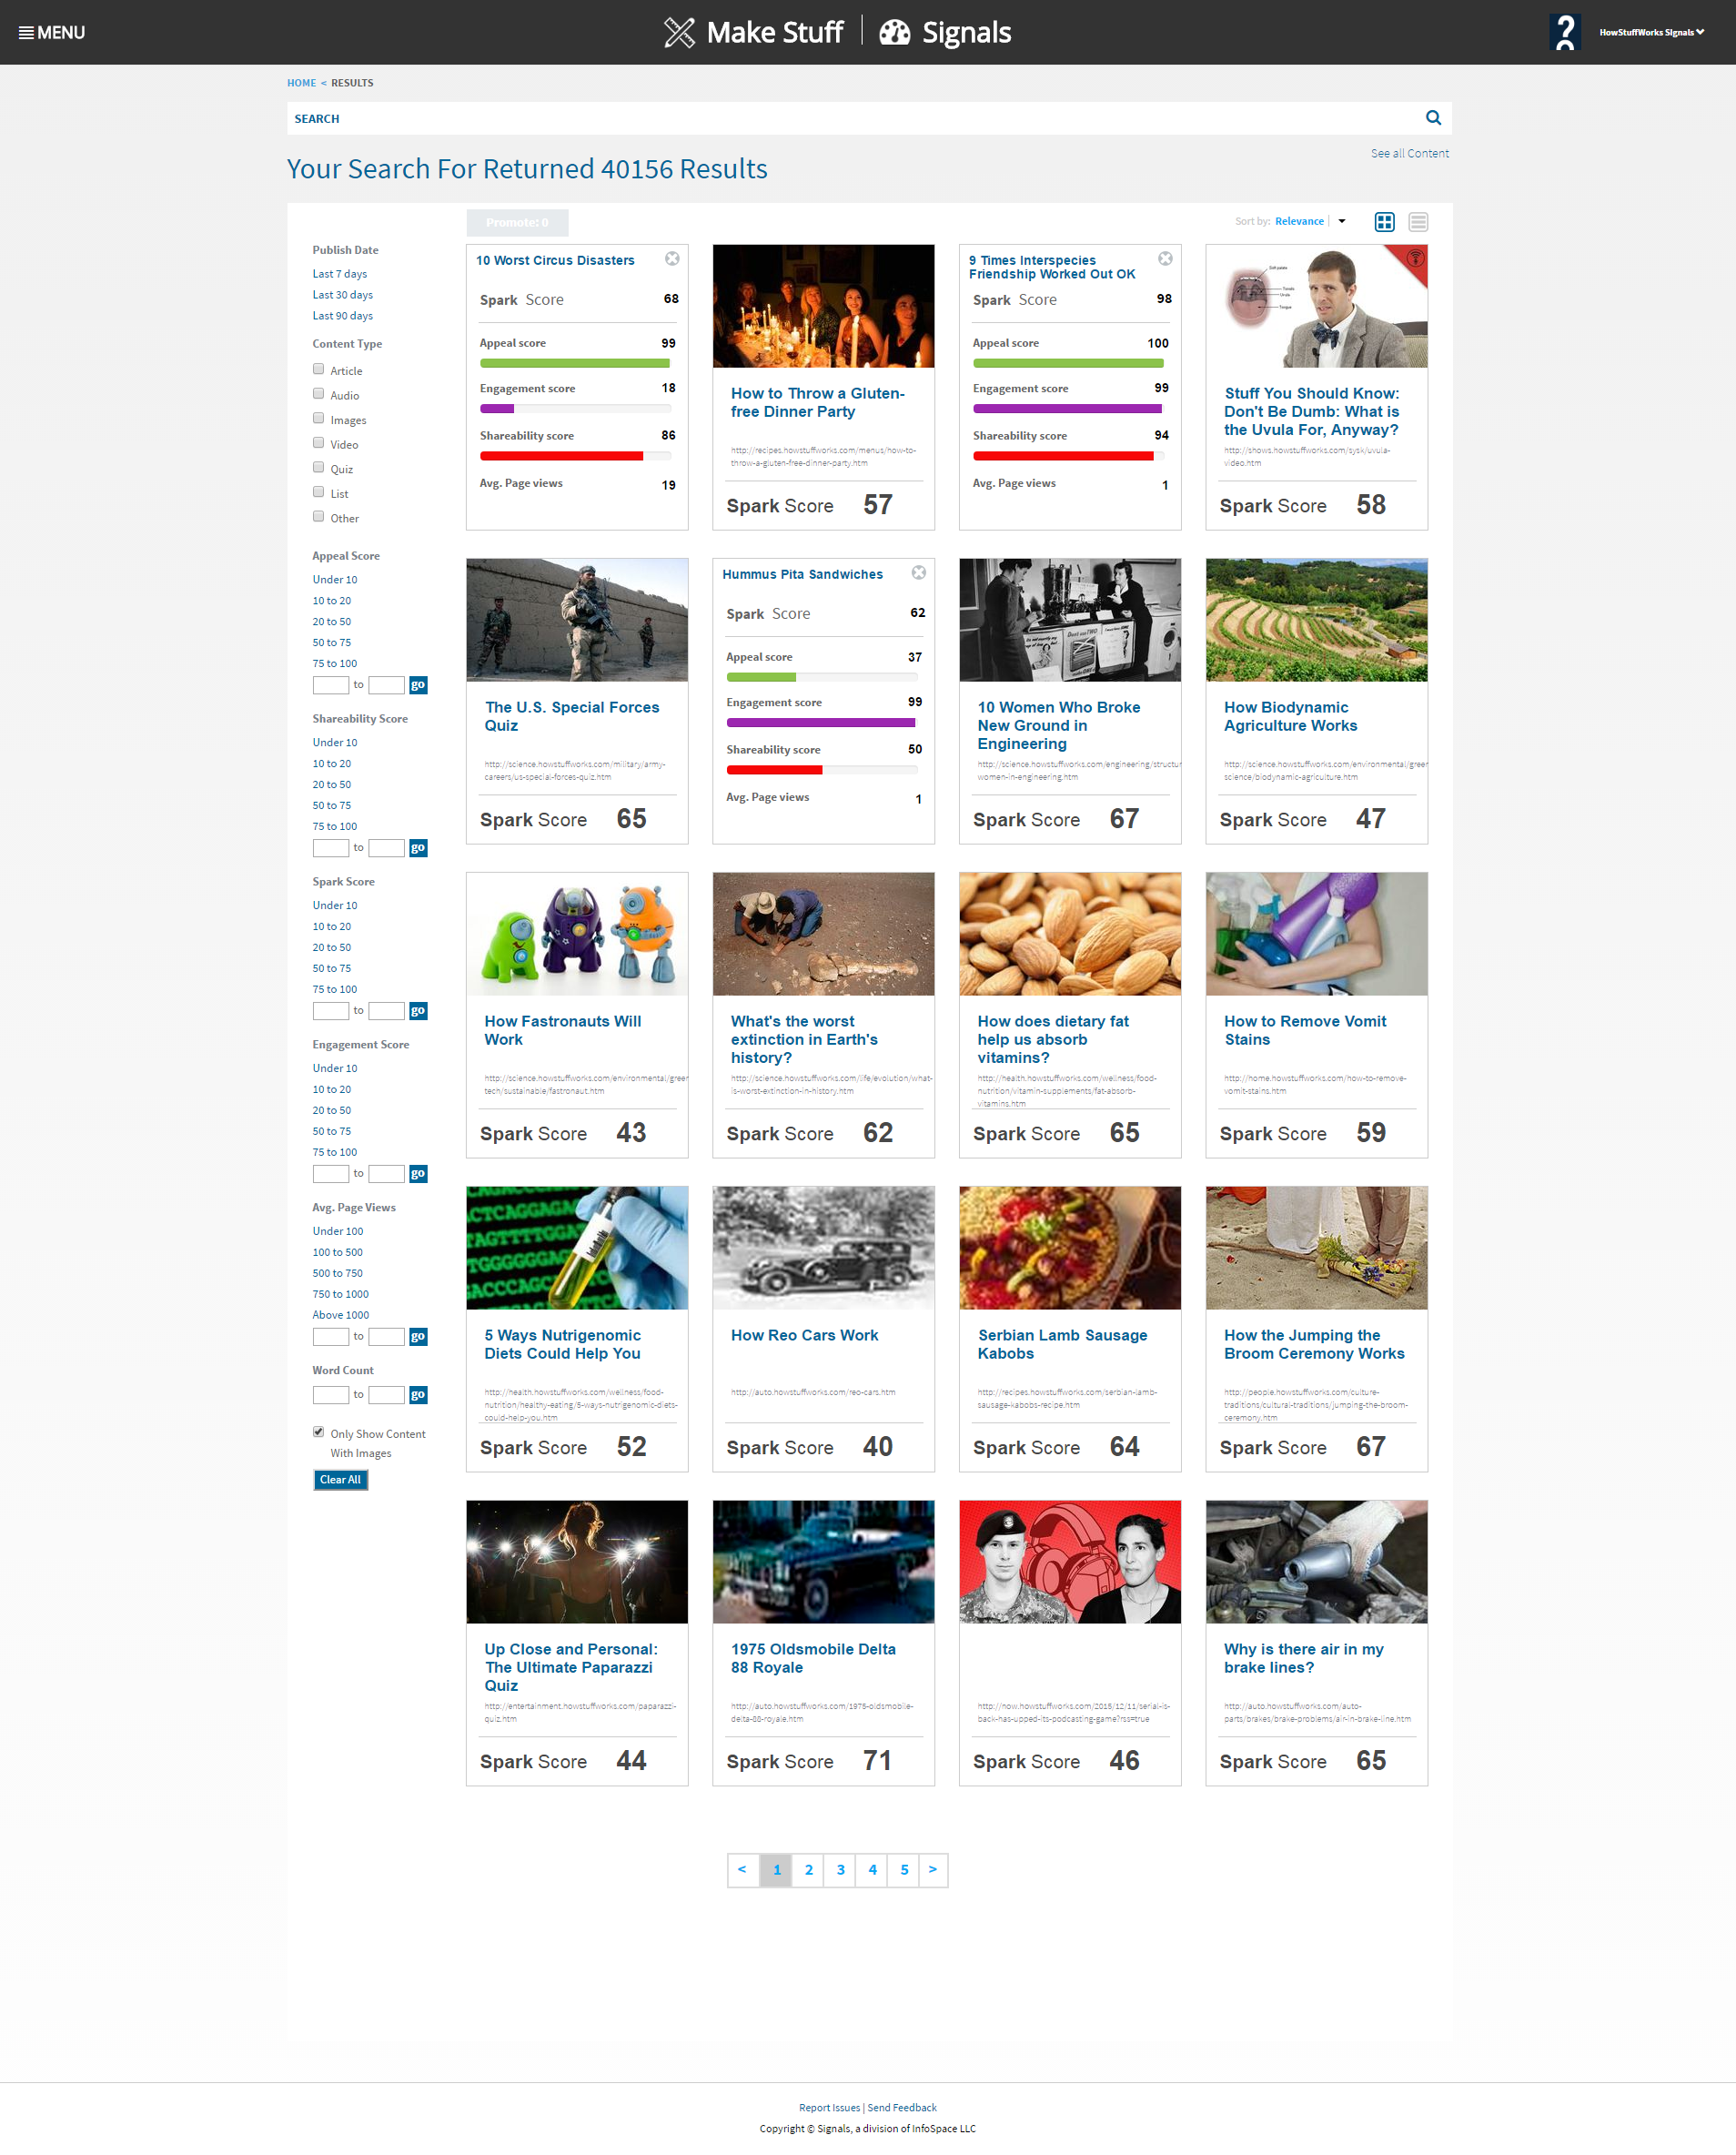 MENU
Make Stuff
Signals
HowStuffWorks Signals
HOME < RESULTS
SEARCH
Your Search For Returned 40156 Results
See all Content
Promote: 0
Sort by: Relevance
Publish Date
Last 7 days
Last 30 days
Last 90 days
Content Type
Article
Audio
Images
Video
Quiz
List
Other
Appeal Score
Under 10
10 to 20
20 to 50
50 to 75
75 to 100
to
go
Shareability Score
Under 10
10 to 20
20 to 50
50 to 75
75 to 100
to
go
Spark Score
Under 10
10 to 20
20 to 50
50 to 75
75 to 100
to
go
Engagement Score
Under 10
10 to 20
20 to 50
50 to 75
75 to 100
to
go
Avg. Page Views
Under 100
100 to 500
500 to 750
750 to 1000
Above 1000
to
go
Word Count
to
go
Only Show Content
With Images
Clear All
10 Worst Circus Disasters
Spark Score 68
Appeal score 99
Engagement score 18
Shareability score 86
Avg. Page views 19
How to Throw a Gluten-
free Dinner Party
http://recipes.howstuffworks.com/menus/how-to-
throw-a-gluten-free-dinner-party.htm
Spark Score 57
9 Times Interspecies
Friendship Worked Out OK
Spark Score 98
Appeal score 100
Engagement score 99
Shareability score 94
Avg. Page views 1
Soft palate
Tonsils
Uvula
Tongue
Stuff You Should Know:
Don't Be Dumb: What is
the Uvula For, Anyway?
http://shows.howstuffworks.com/sysk/uvula-
video.htm
Spark Score 58
The U.S. Special Forces
Quiz
http://science.howstuffworks.com/military/army-
careers/us-special-forces-quiz.htm
Spark Score 65
Hummus Pita Sandwiches
Spark Score 62
Appeal score 37
Engagement score 99
Shareability score 50
Avg. Page views 1
10 Women Who Broke
New Ground in
Engineering
http://science.howstuffworks.com/engineering/structur
women-in-engineering.htm
Spark Score 67
How Biodynamic
Agriculture Works
http://science.howstuffworks.com/environmental/green
science/biodynamic-agriculture.htm
Spark Score 47
How Fastronauts Will
Work
http://science.howstuffworks.com/environmental/green
tech/sustainable/fastronaut.htm
Spark Score 43
What's the worst
extinction in Earth's
history?
http://science.howstuffworks.com/life/evolution/what-
is-worst-extinction-in-history.htm
Spark Score 62
How does dietary fat
help us absorb
vitamins?
http://health.howstuffworks.com/wellness/food-
nutrition/vitamin-supplements/fat-absorb-
vitamins.htm
Spark Score 65
How to Remove Vomit
Stains
http://home.howstuffworks.com/how-to-remove-
vomit-stains.htm
Spark Score 59
5 Ways Nutrigenomic
Diets Could Help You
http://health.howstuffworks.com/wellness/food-
nutrition/healthy-eating/5-ways-nutrigenomic-diets-
could-help-you.htm
Spark Score 52
How Reo Cars Work
http://auto.howstuffworks.com/reo-cars.htm
Spark Score 40
Serbian Lamb Sausage
Kabobs
http://recipes.howstuffworks.com/serbian-lamb-
sausage-kabobs-recipe.htm
Spark Score 64
How the Jumping the
Broom Ceremony Works
http://people.howstuffworks.com/culture-
traditions/cultural-traditions/jumping-the-broom-
ceremony.htm
Spark Score 67
Up Close and Personal:
The Ultimate Paparazzi
Quiz
http://entertainment.howstuffworks.com/paparazzi-
quiz.htm
Spark Score 44
1975 Oldsmobile Delta
88 Royale
http://auto.howstuffworks.com/1975-oldsmobile-
delta-88-royale.htm
Spark Score 71
http://now.howstuffworks.com/2015/12/11/serial-is-
back-has-upped-its-podcasting-game?rss=true
Spark Score 46
Why is there air in my
brake lines?
http://auto.howstuffworks.com/auto-
parts/brakes/brake-problems/air-in-brake-line.htm
Spark Score 65
< 1 2 3 4 5 >
Report Issues | Send Feedback
Copyright © Signals, a division of InfoSpace LLC